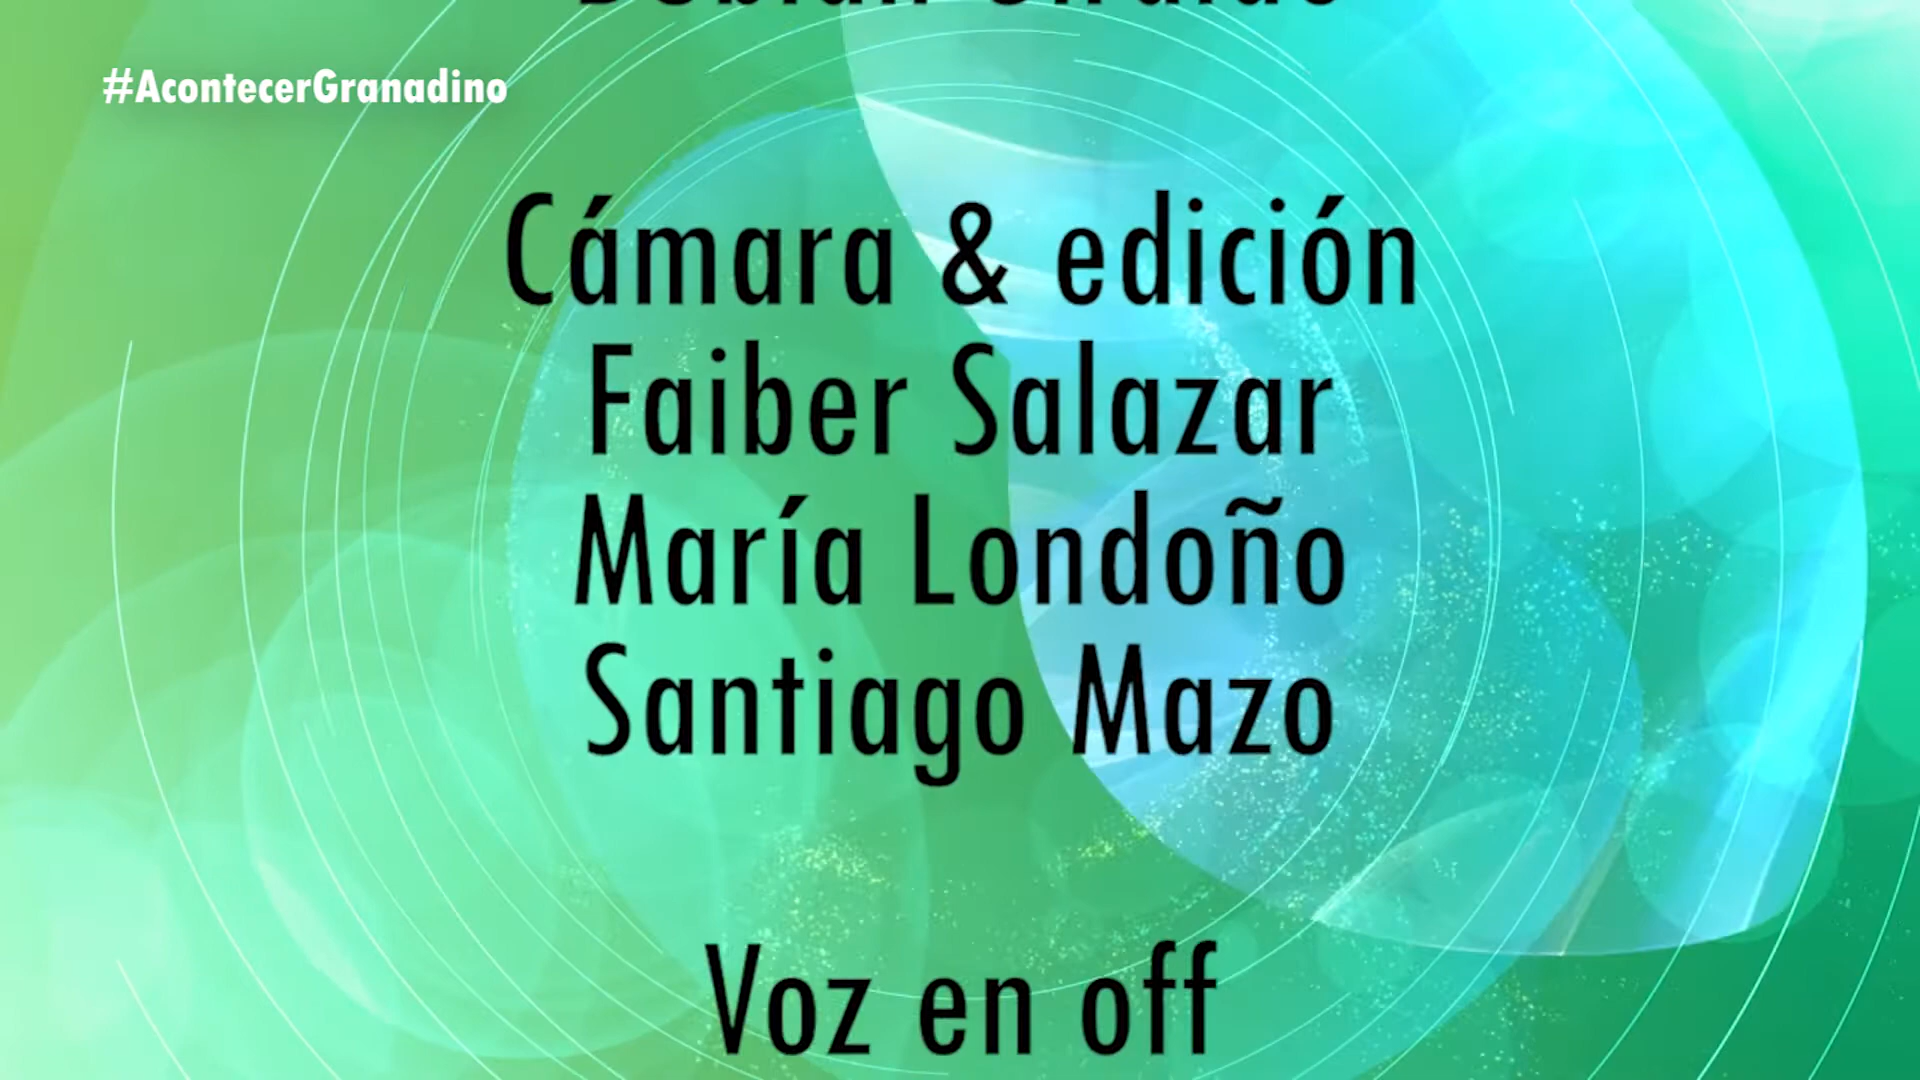 #AcontecerGranadino
Cámara & edición
Faiber Salazar
María Londoño
Santiago Mazo
Voz en off